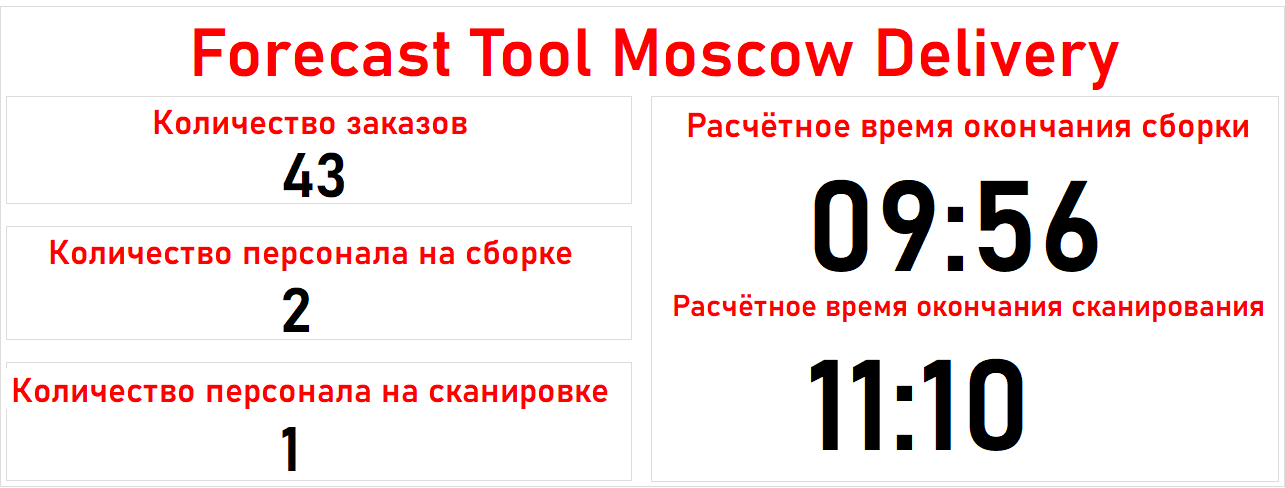 Forecast Tool Moscow Delivery
Количество заказов
43
Количество персонала на сборке
2
Количество персонала на сканировке
1
Расчётное время окончания сборки
09:56
Расчётное время окончания сканирования
11:10